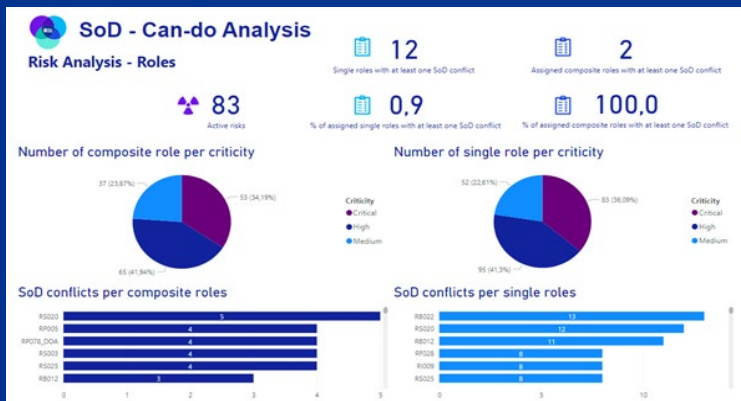 SoD - Can-do Analysis
Risk Analysis - Roles
12
Single roles with at least one SoD conflict
2
Assigned composite roles with at least one SoD conflict
83
Active risks
0,9
% of assigned single roles with at least one SoD conflict
100,0
% of assigned composite roles with at least one SoD conflict
Number of composite role per criticity
37 (23,87%)
53 (34,19%)
65 (41,94%)
Criticity
Critical
High
Medium
Number of single role per criticity
52 (22,61%)
83 (36,09%)
95 (41,3%)
Criticity
Critical
High
Medium
SoD conflicts per composite roles
RS020 5
RP005 4
RP078_DOA 4
RS003 4
RS025 4
RB012 3
0 1 2 3 4 5
SoD conflicts per single roles
RB022 13
RS020 12
RB012 11
RP028 8
RI009 8
RS025 8
0 5 10